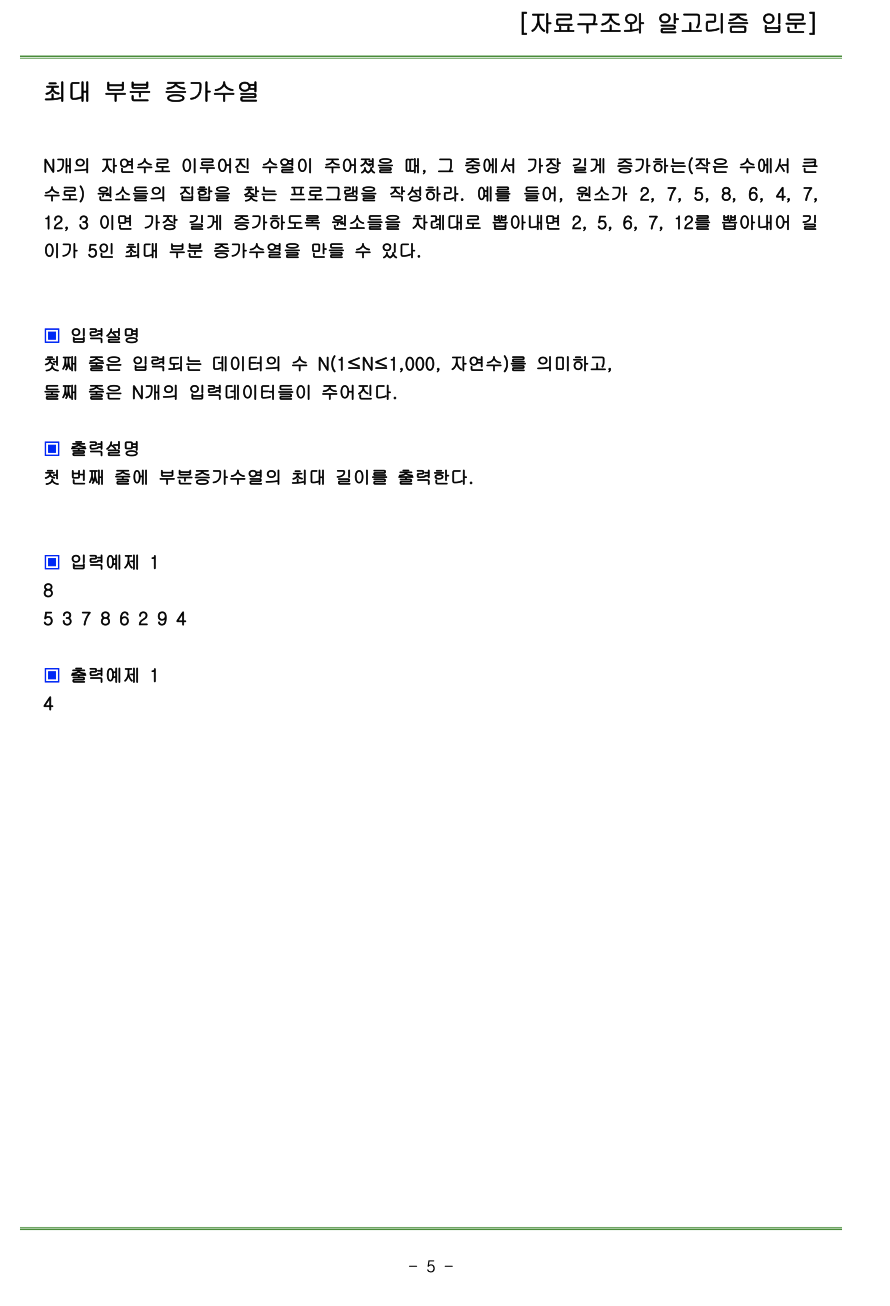 [자료구조와 알고리즘 입문]
최대 부분 증가수열
N개의 자연수로 이루어진 수열이 주어졌을 때, 그 중에서 가장 길게 증가하는(작은 수에서 큰
수로) 원소들의 집합을 찾는 프로그램을 작성하라. 예를 들어, 원소가 2, 7, 5, 8, 6, 4, 7,
12, 3 이면 가장 길게 증가하도록 원소들을 차례대로 뽑아내면 2, 5, 6, 7, 12를 뽑아내어 길
이가 5인 최대 부분 증가수열을 만들 수 있다.
▣ 입력설명
첫째 줄은 입력되는 데이터의 수 N(1≤N≤1,000, 자연수)를 의미하고,
둘째 줄은 N개의 입력데이터들이 주어진다.
▣ 출력설명
첫 번째 줄에 부분증가수열의 최대 길이를 출력한다.
▣ 입력예제 1
8
5 3 7 8 6 2 9 4
▣ 출력예제 1
4
- 5 -